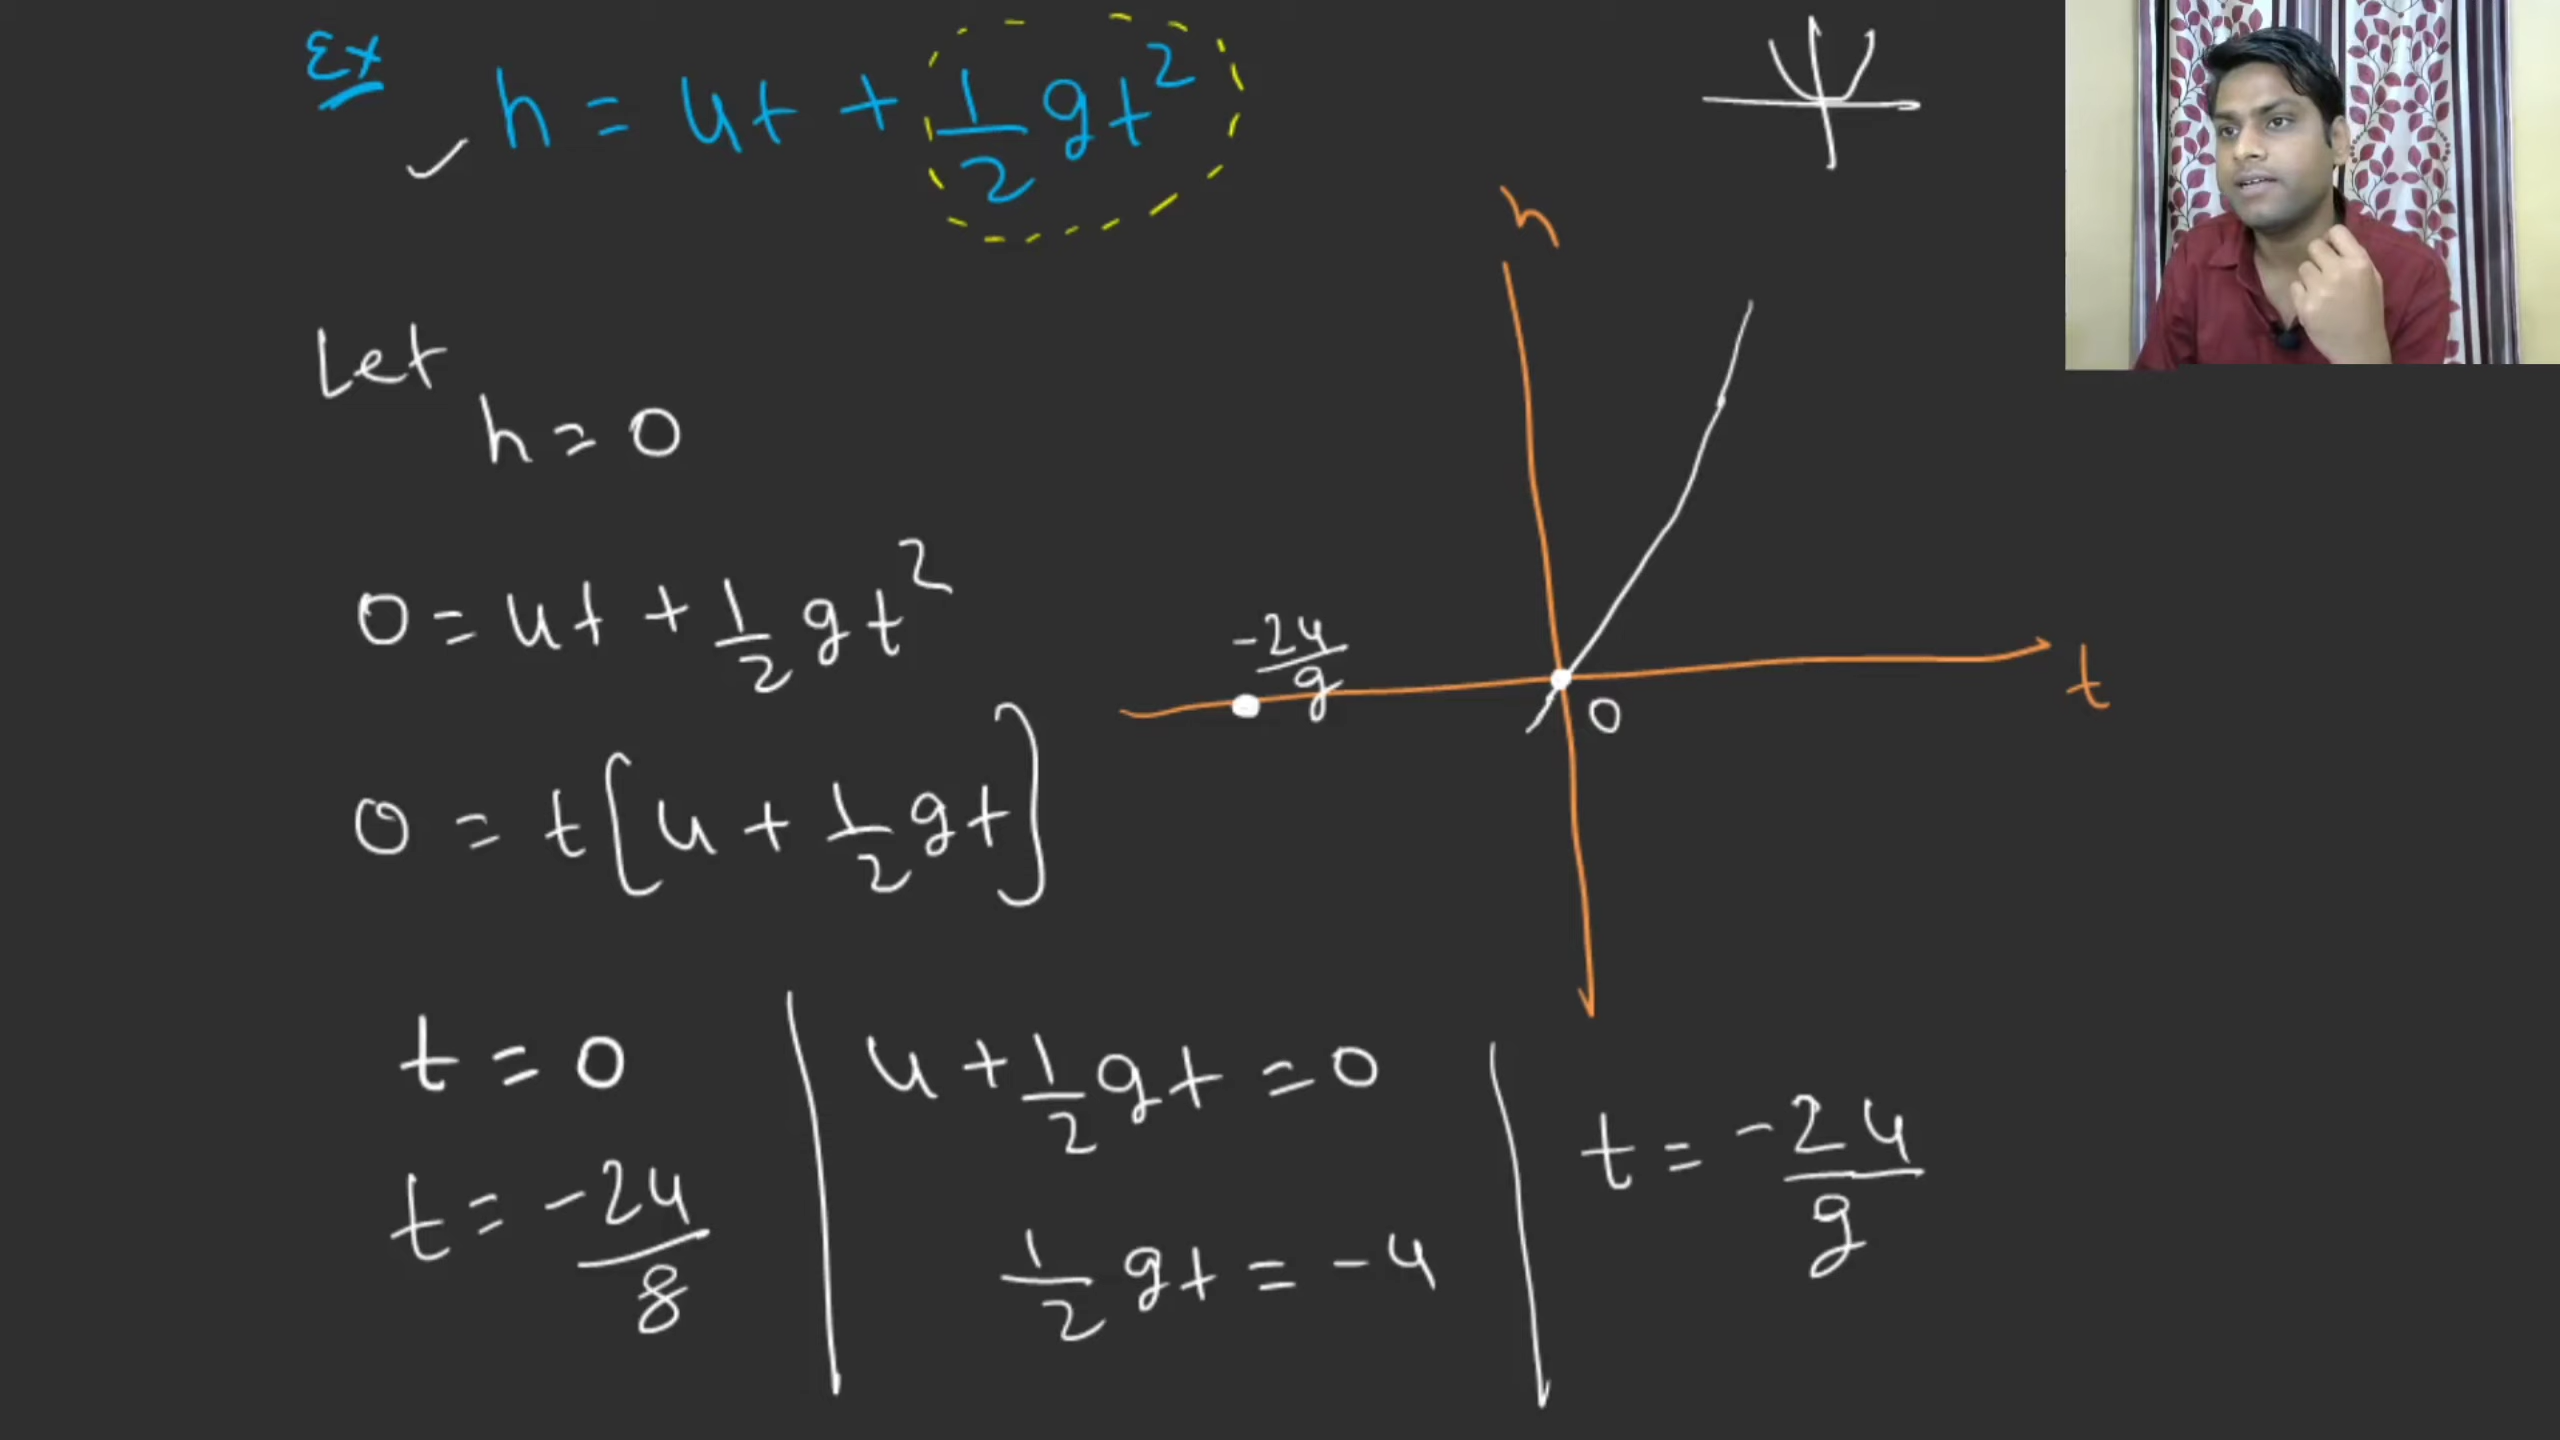 Ex
h = ut + 1/2 gt²
Let
h = 0
0 = ut + 1/2 gt²
0 = t[u + 1/2 gt]
t = 0
t = -2u/8
u + 1/2 gt = 0
1/2 gt = -u
t = -2u/g
h
-2u/g
0
t